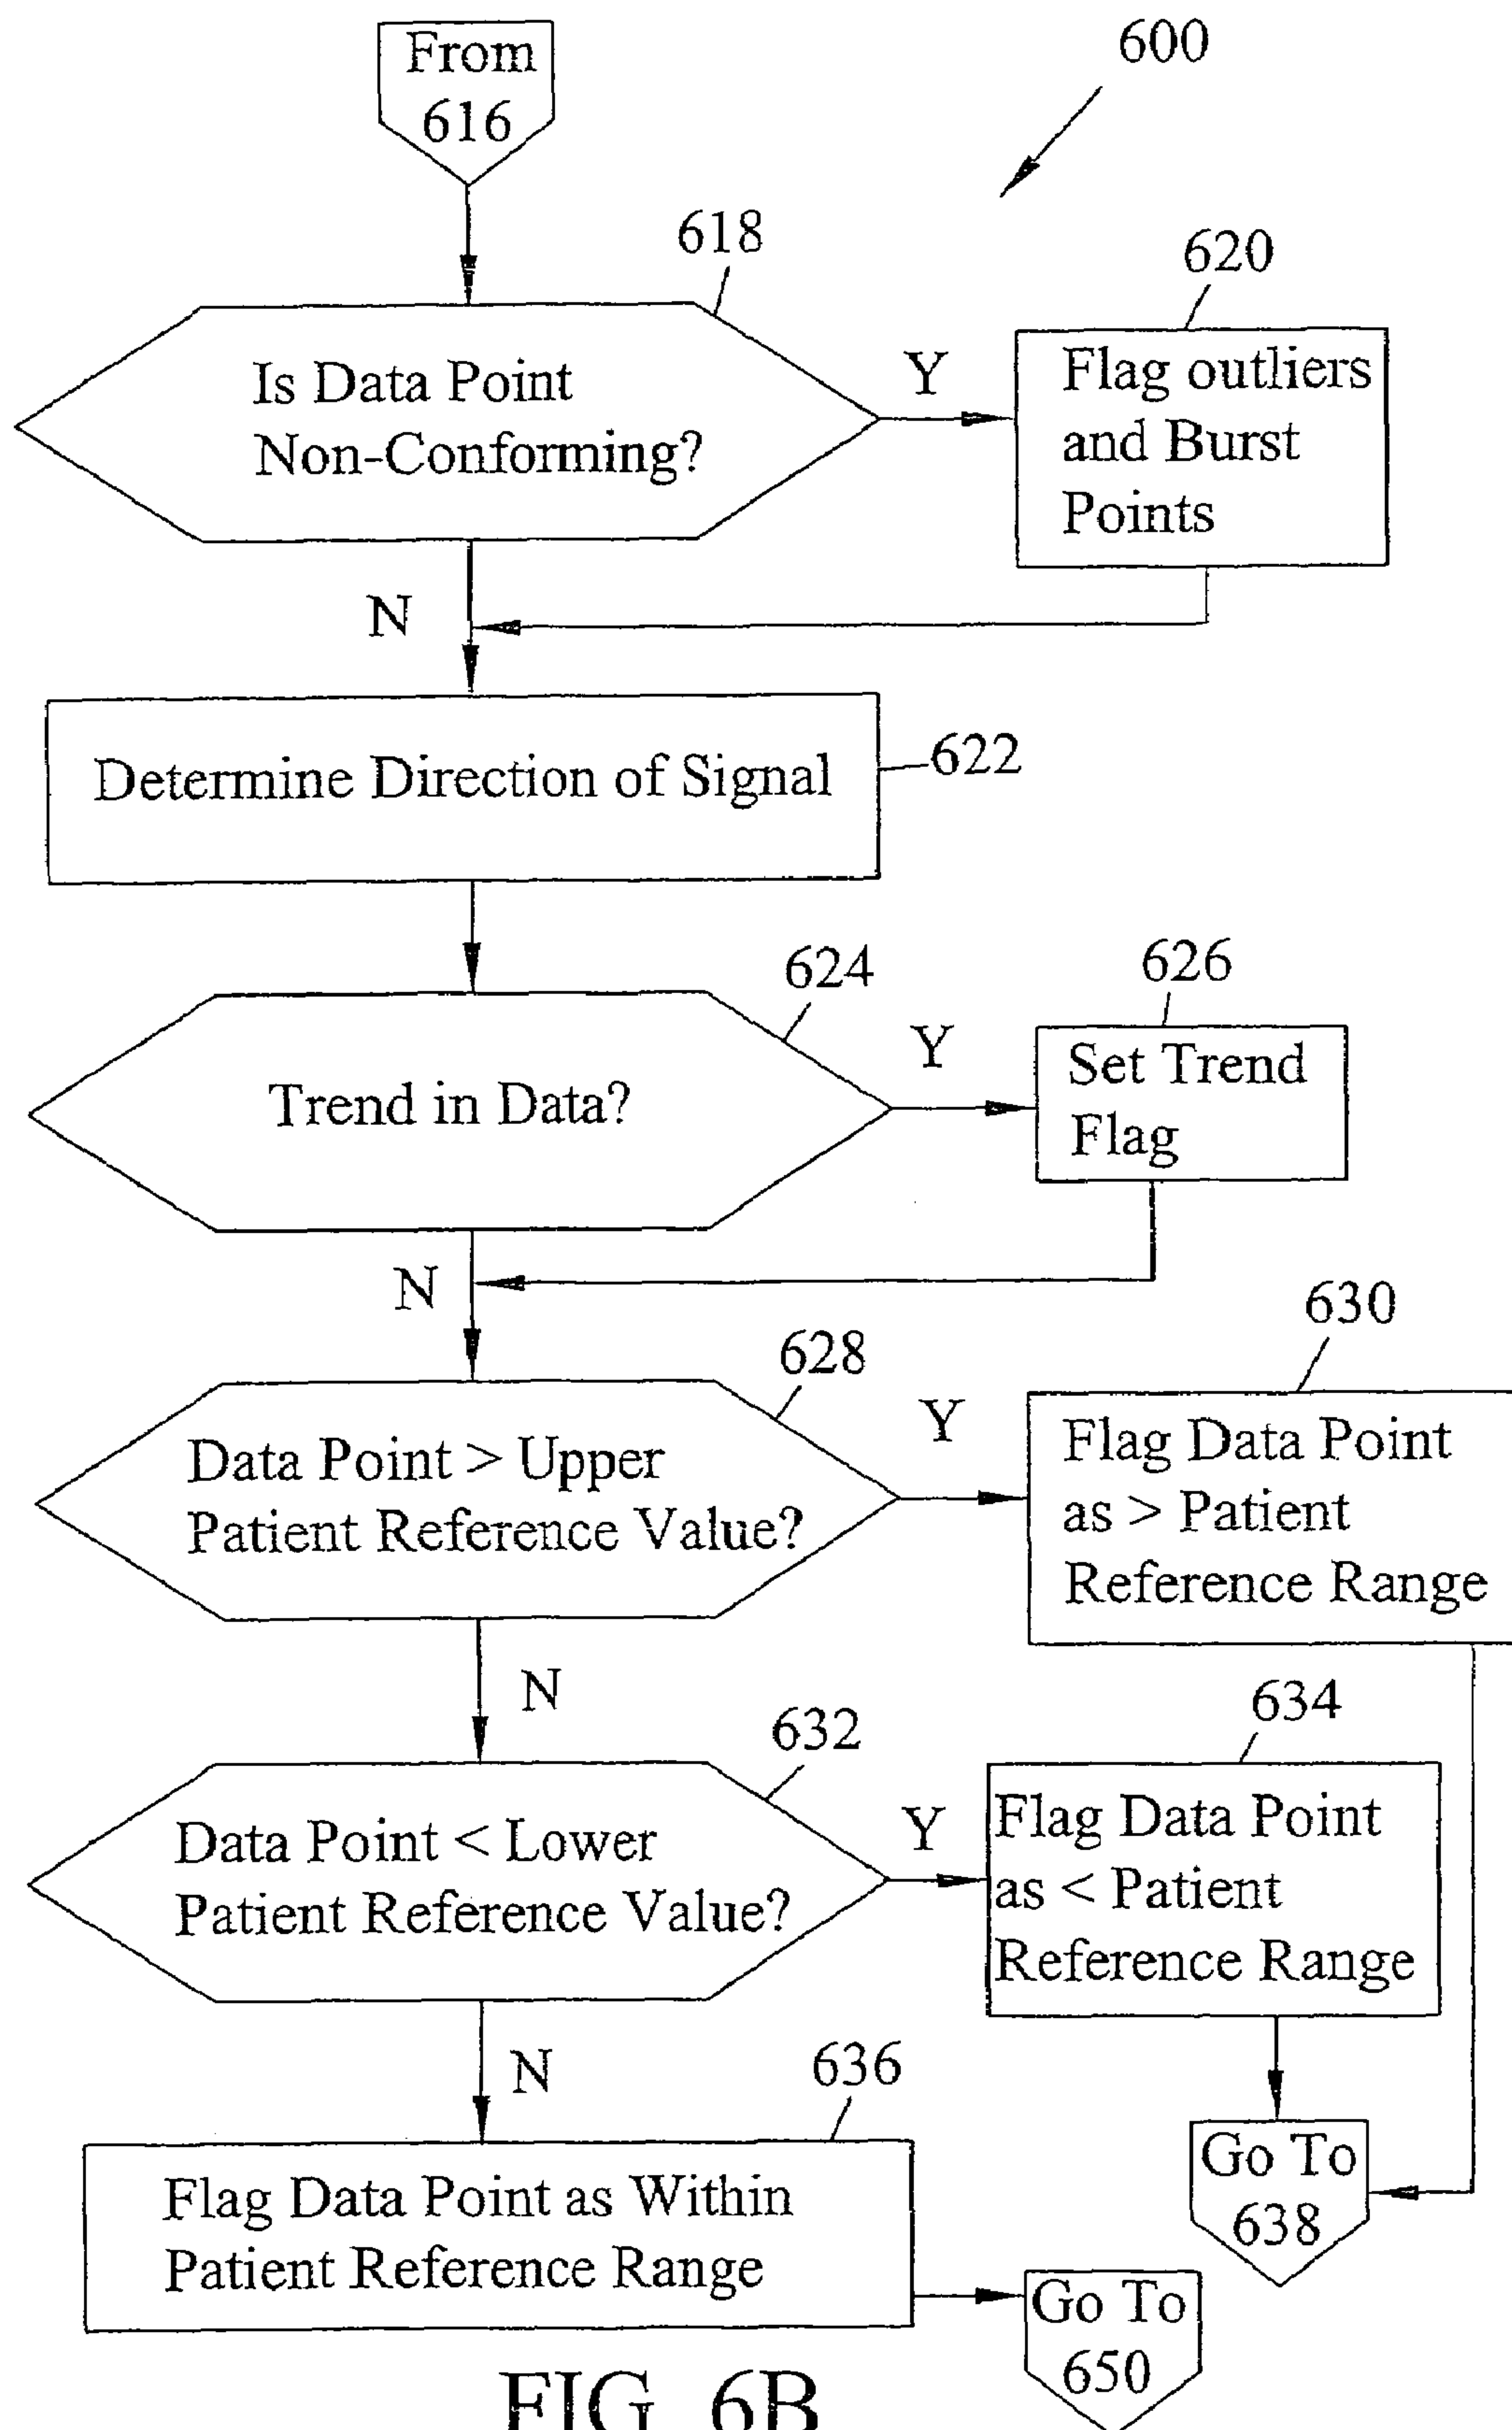 From
616
600
618
Is Data Point
Non-Conforming?
Y
620
Flag outliers
and Burst
Points
N
Determine Direction of Signal
622
624
Trend in Data?
Y
626
Set Trend
Flag
N
628
Data Point > Upper
Patient Reference Value?
Y
630
Flag Data Point
as > Patient
Reference Range
N
632
Data Point < Lower
Patient Reference Value?
Y
634
Flag Data Point
as < Patient
Reference Range
N
636
Flag Data Point as Within
Patient Reference Range
Go To
638
Go To
650
FIG. 6B